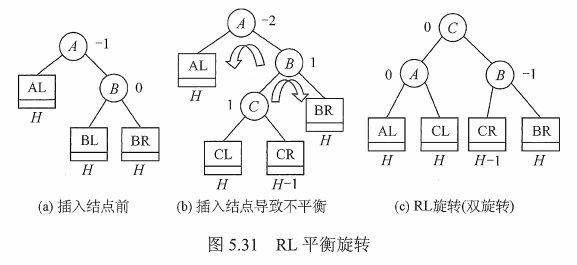 A -1
AL
H
B 0
BL BR
H H
(a) 插入结点前
A -2
AL
H
B 1
1 C
BR
H
CL CR
H H-1
(b) 插入结点导致不平衡
0 C
0 A
B -1
AL CL CR BR
H H H-1 H
(c) RL旋转(双旋转)
图 5.31 RL 平衡旋转